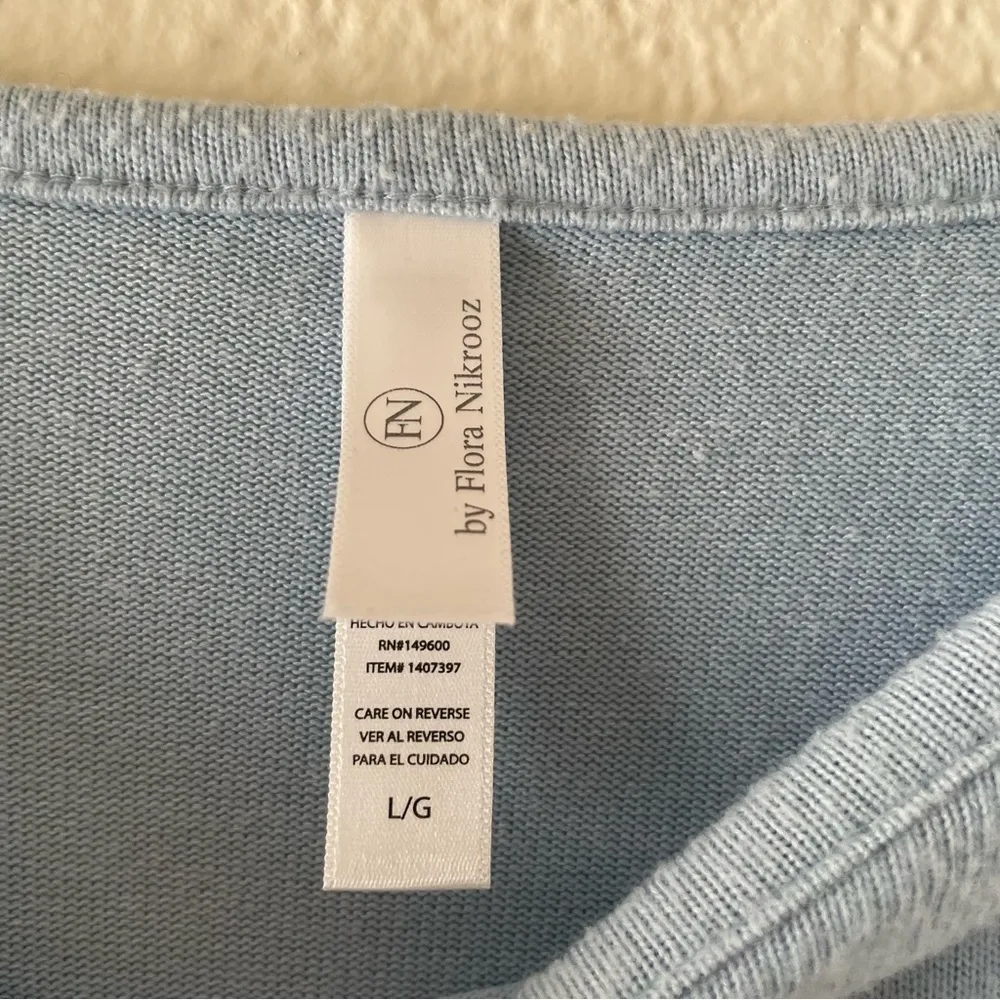 FN
by Flora Nikrooz
HECHO EN CAMBOYA
RN#149600
ITEM# 1407397
CARE ON REVERSE
VER AL REVERSO
PARA EL CUIDADO
L/G